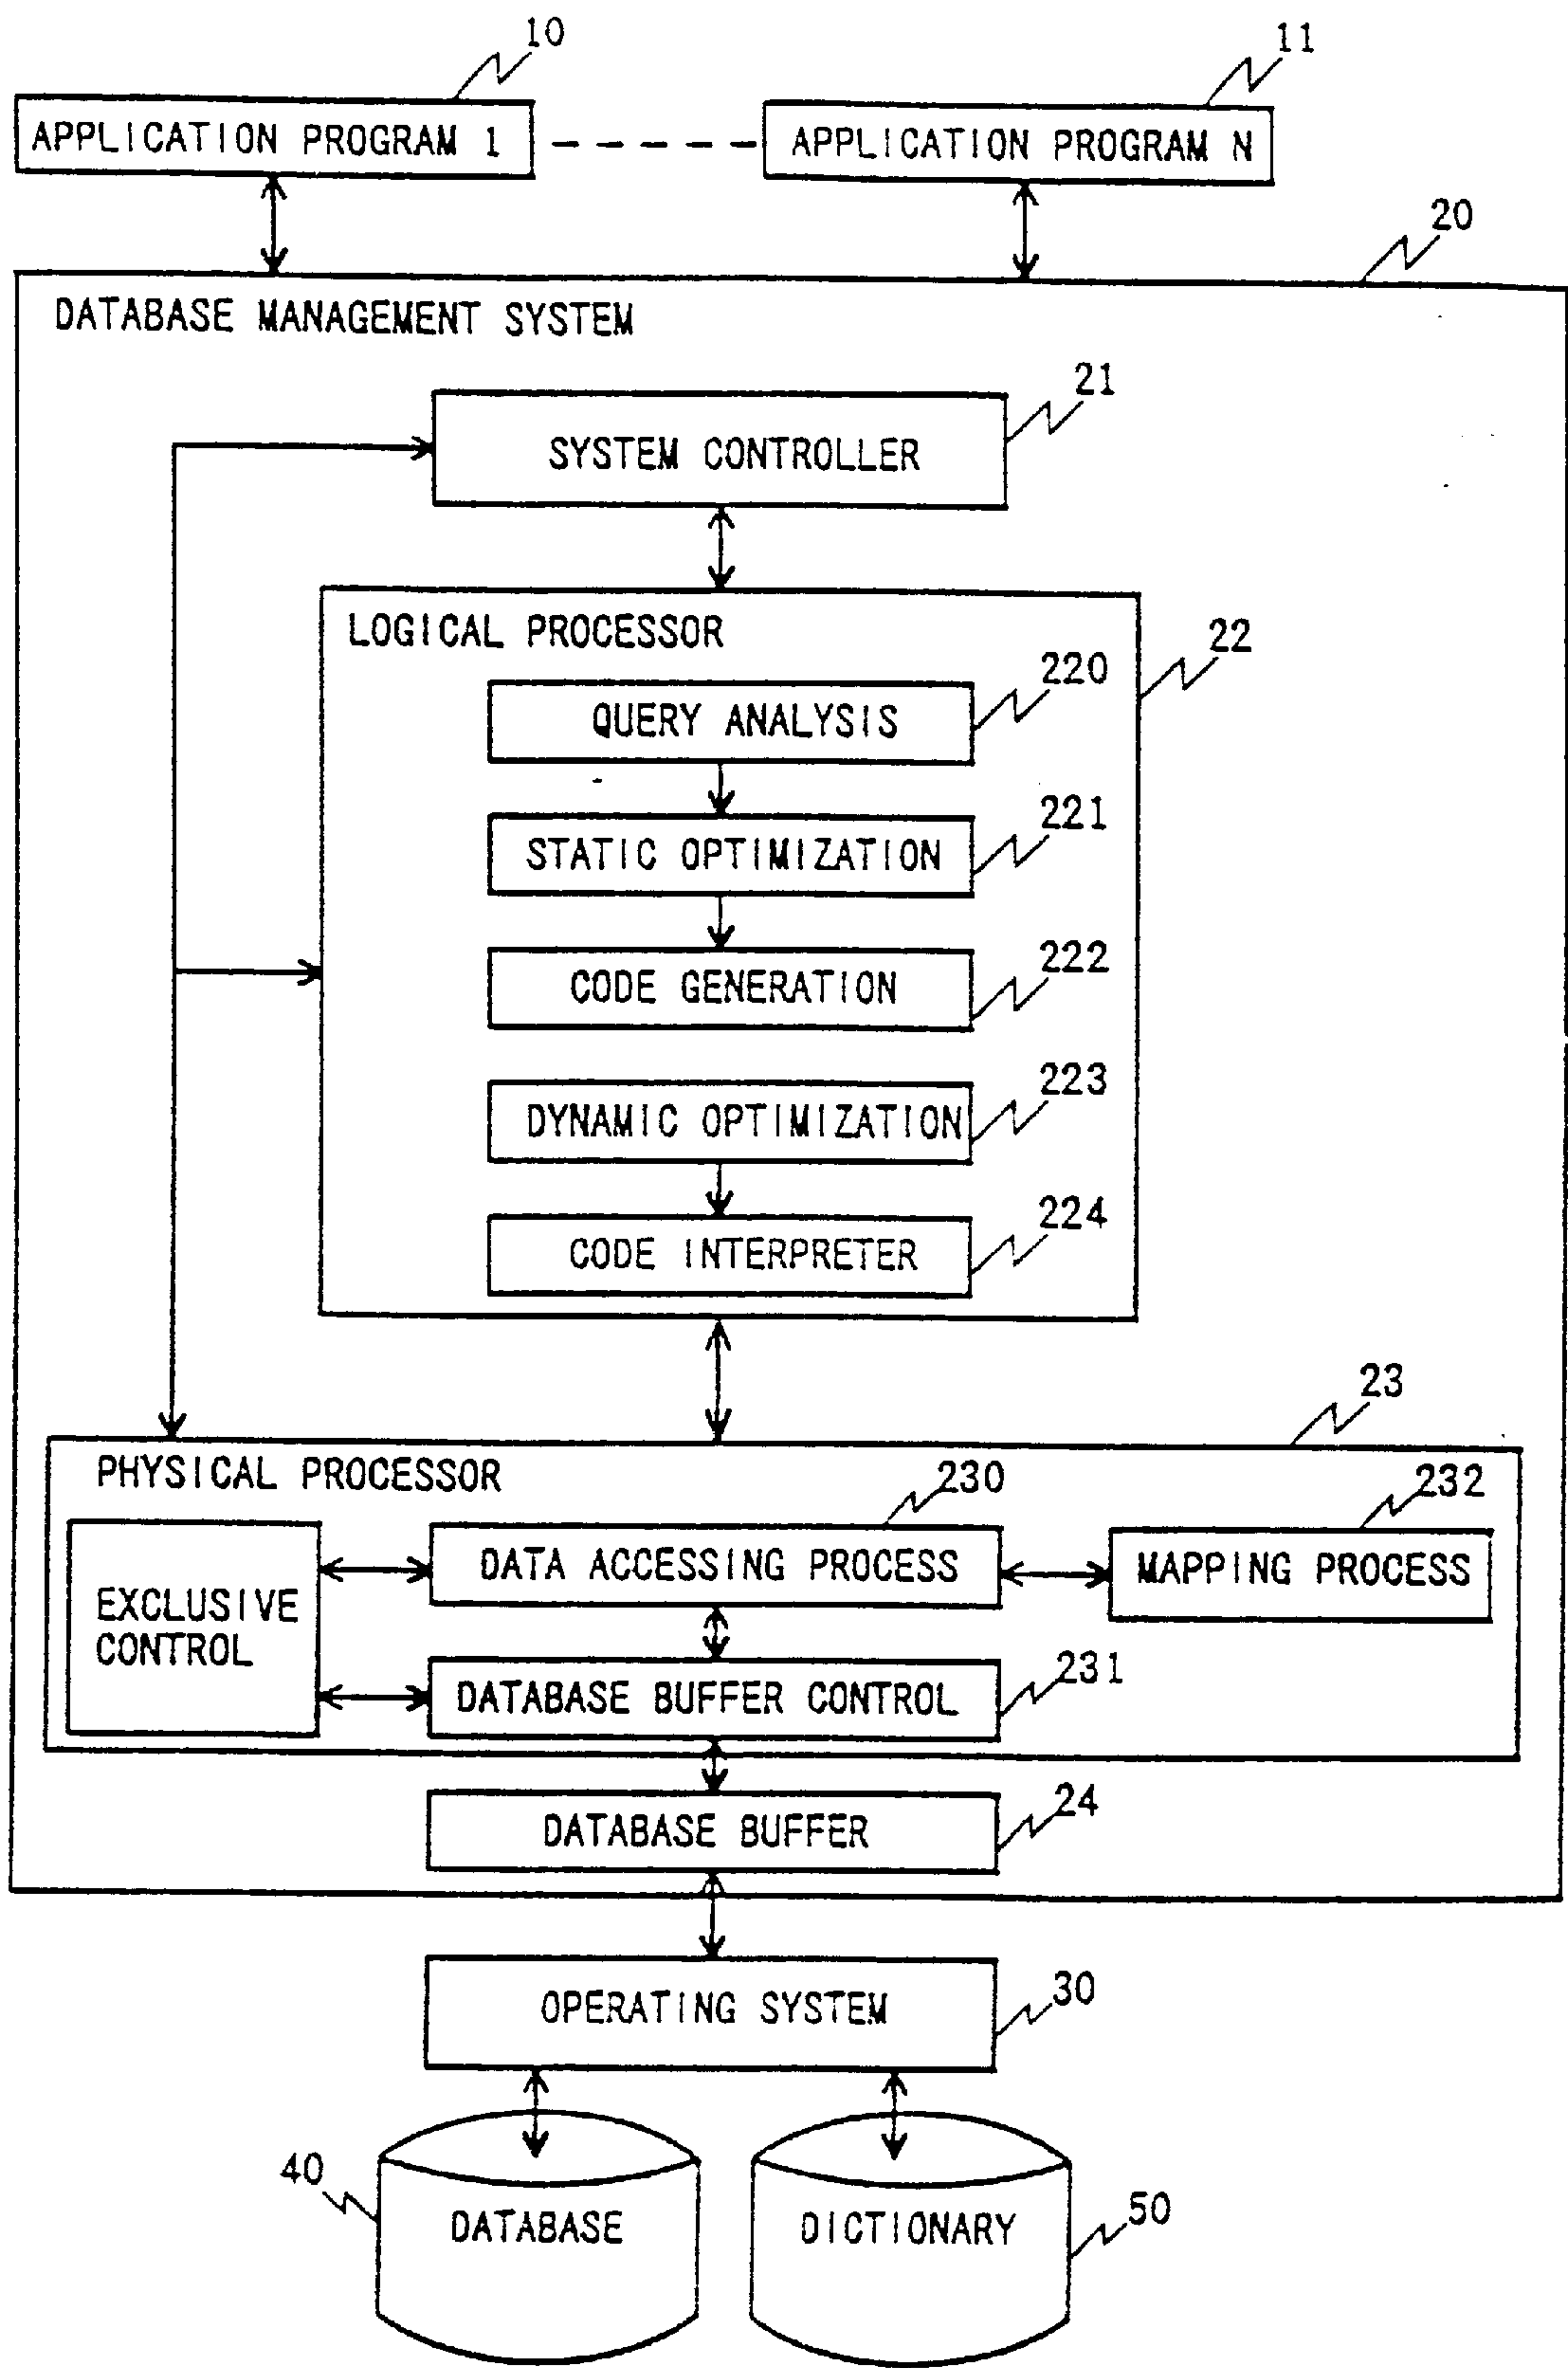 10
11
APPLICATION PROGRAM 1
APPLICATION PROGRAM N
20
DATABASE MANAGEMENT SYSTEM
21
SYSTEM CONTROLLER
LOGICAL PROCESSOR
22
220
QUERY ANALYSIS
221
STATIC OPTIMIZATION
222
CODE GENERATION
223
DYNAMIC OPTIMIZATION
224
CODE INTERPRETER
23
PHYSICAL PROCESSOR
230
232
DATA ACCESSING PROCESS
MAPPING PROCESS
EXCLUSIVE
CONTROL
231
DATABASE BUFFER CONTROL
24
DATABASE BUFFER
30
OPERATING SYSTEM
40
DATABASE
DICTIONARY
50